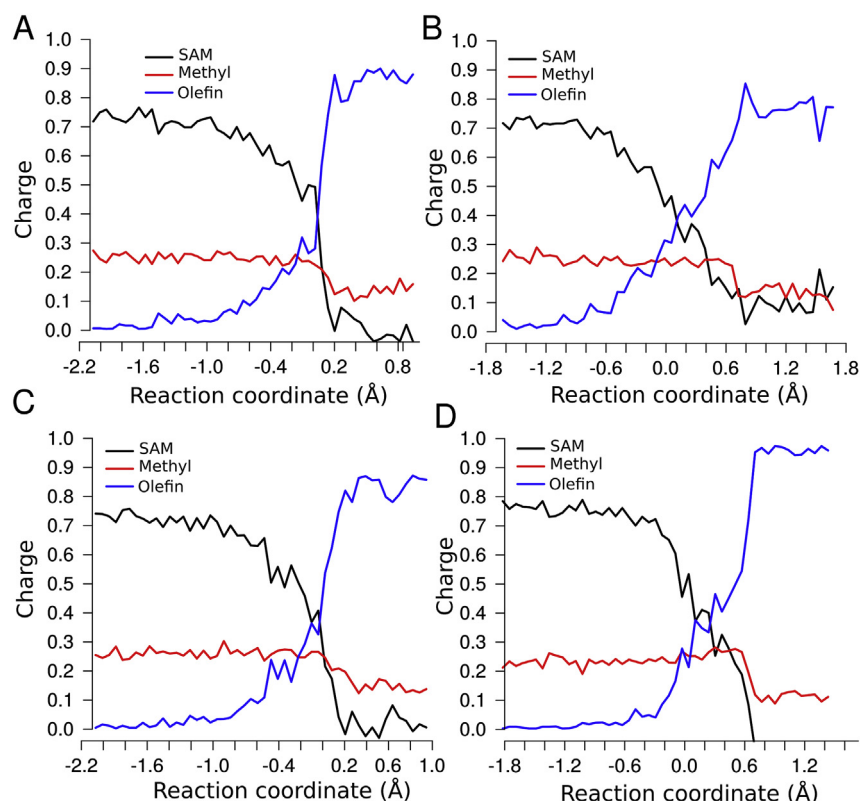 A
1.0
0.9
0.8
0.7
0.6
0.5
0.4
0.3
0.2
0.1
0.0
Charge
SAM
Methyl
Olefin
-2.2 -1.6 -1.0 -0.4 0.2 0.8
Reaction coordinate (Å)
B
1.0
0.9
0.8
0.7
0.6
0.5
0.4
0.3
0.2
0.1
0.0
Charge
SAM
Methyl
Olefin
-1.8 -1.2 -0.6 0.0 0.6 1.2 1.8
Reaction coordinate (Å)
C
1.0
0.9
0.8
0.7
0.6
0.5
0.4
0.3
0.2
0.1
0.0
Charge
SAM
Methyl
Olefin
-2.2 -1.6 -1.0 -0.4 0.2 0.6 1.0
Reaction coordinate (Å)
D
1.0
0.9
0.8
0.7
0.6
0.5
0.4
0.3
0.2
0.1
0.0
Charge
SAM
Methyl
Olefin
-1.8 -1.2 -0.6 0.0 0.6 1.2
Reaction coordinate (Å)